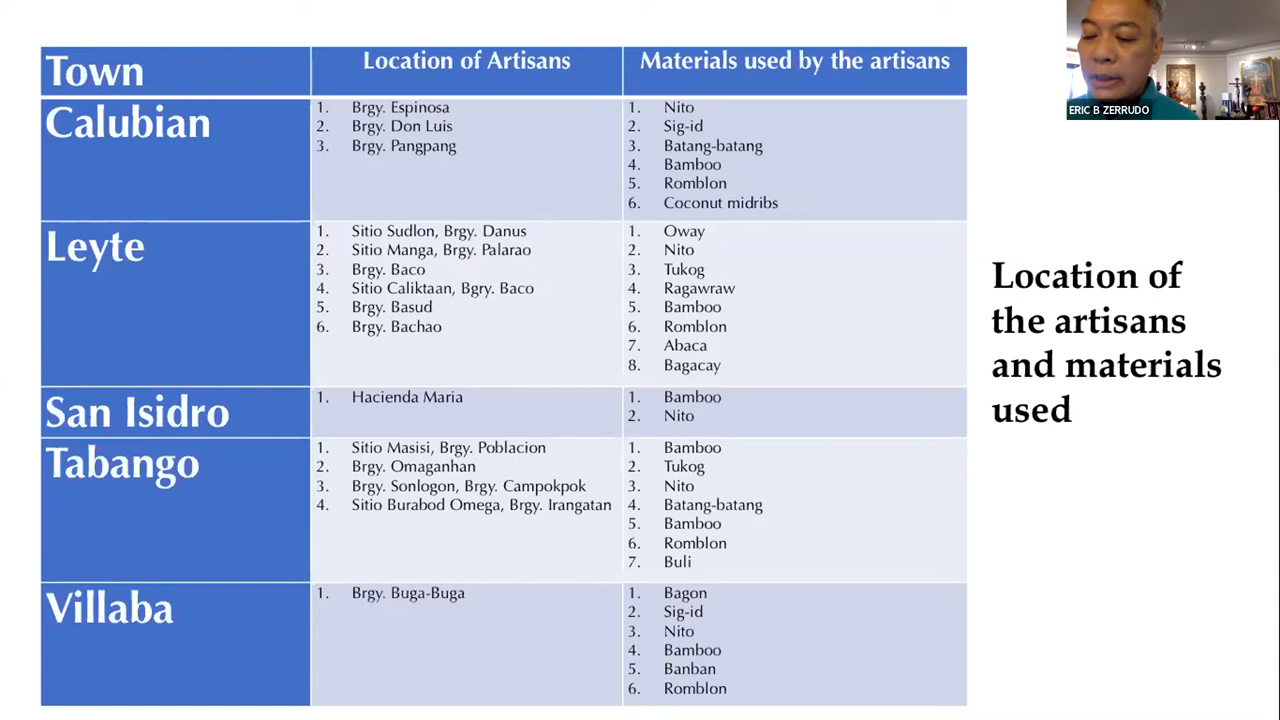 Town
Location of Artisans
Materials used by the artisans
Calubian
1. Brgy. Espinosa
2. Brgy. Don Luis
3. Brgy. Pangpang
1. Nito
2. Sig-id
3. Batang-batang
4. Bamboo
5. Romblon
6. Coconut midribs
Leyte
1. Sitio Sudlon, Brgy. Danus
2. Sitio Manga, Brgy. Palarao
3. Brgy. Baco
4. Sitio Caliktaan, Bgry. Baco
5. Brgy. Basud
6. Brgy. Bachao
1. Oway
2. Nito
3. Tukog
4. Ragawraw
5. Bamboo
6. Romblon
7. Abaca
8. Bagacay
San Isidro
1. Hacienda Maria
1. Bamboo
2. Nito
Tabango
1. Sitio Masisi, Brgy. Poblacion
2. Brgy. Omaganhan
3. Brgy. Sonlogon, Brgy. Campokpok
4. Sitio Burabod Omega, Brgy. Irangatan
1. Bamboo
2. Tukog
3. Nito
4. Batang-batang
5. Bamboo
6. Romblon
7. Buli
Villaba
1. Brgy. Buga-Buga
1. Bagon
2. Sig-id
3. Nito
4. Bamboo
5. Banban
6. Romblon
Location of
the artisans
and materials
used
ERIC B ZERRUDO